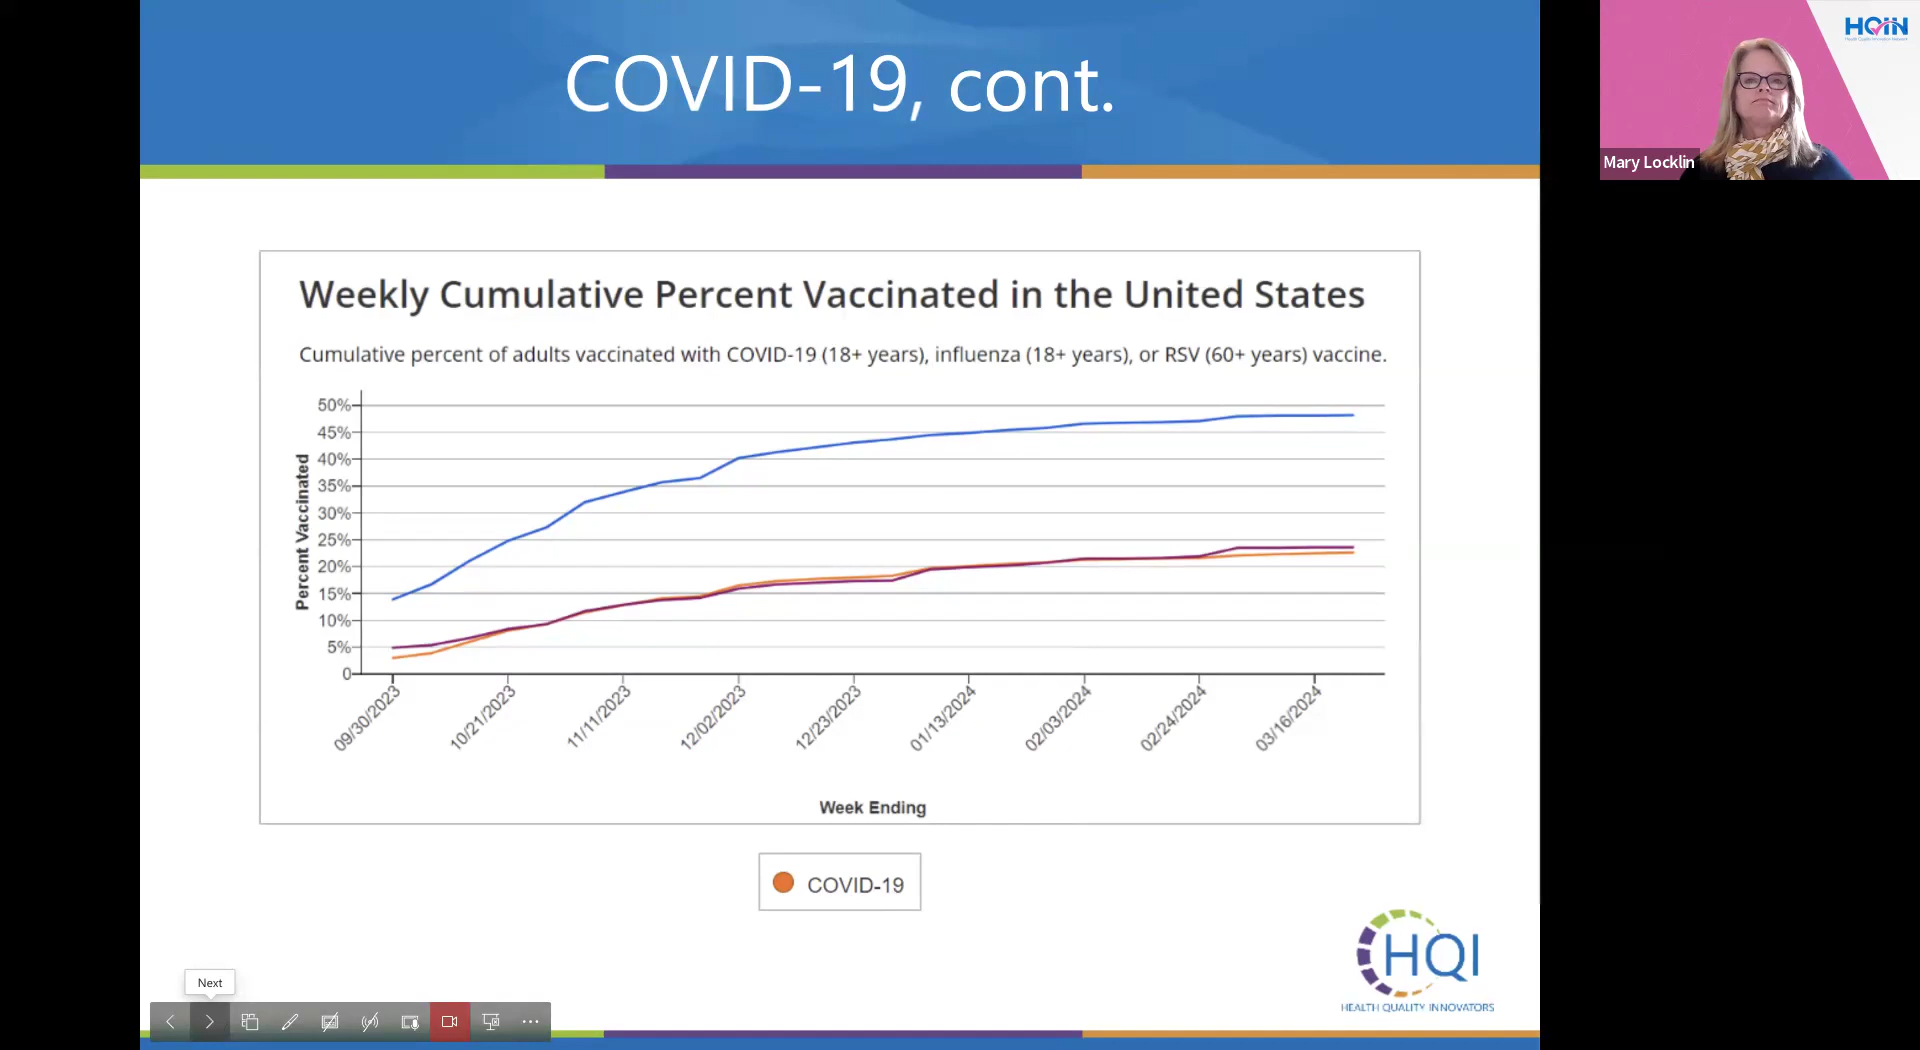 COVID-19, cont.
HQIN
Mary Locklin
Weekly Cumulative Percent Vaccinated in the United States
Cumulative percent of adults vaccinated with COVID-19 (18+ years), influenza (18+ years), or RSV (60+ years) vaccine.
Percent Vaccinated
50%
45%
40%
35%
30%
25%
20%
15%
10%
5%
0
09/30/2023
10/21/2023
11/11/2023
12/02/2023
12/23/2023
01/13/2024
02/03/2024
02/24/2024
03/16/2024
Week Ending
COVID-19
HQI
HEALTH QUALITY INNOVATORS
Next